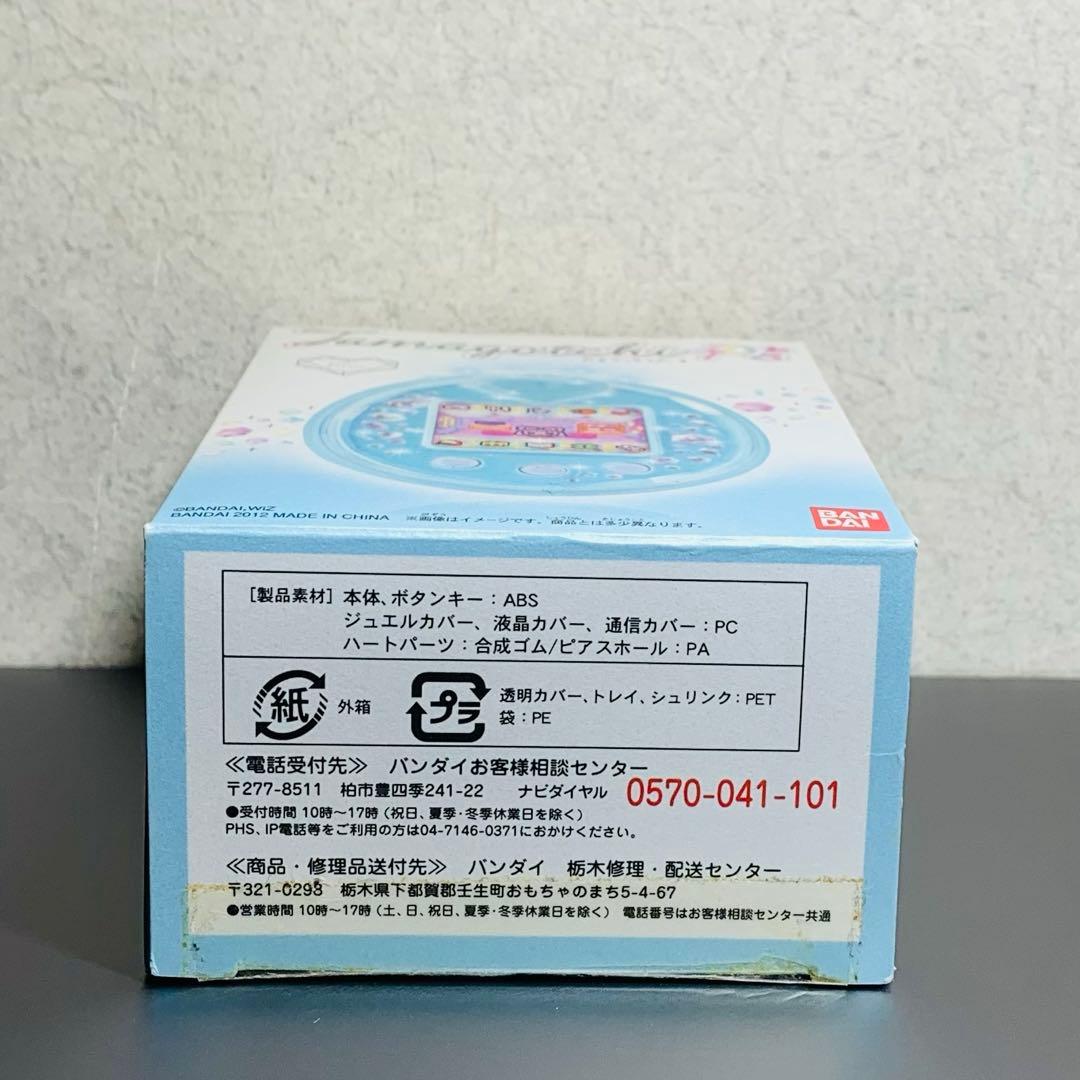 Tamagotchi P's
©BANDAI,WiZ
BANDAI 2012 MADE IN CHINA ※画像はイメージです。商品とは多少異なります。
BAN
DAI
[製品素材] 本体、ボタンキー：ABS
ジュエルカバー、液晶カバー、通信カバー：PC
ハートパーツ：合成ゴム/ピアスホール：PA
紙 外箱
プラ 透明カバー、トレイ、シュリンク：PET
袋：PE
≪電話受付先≫ バンダイお客様相談センター
〒277-8511 柏市豊四季241-22 ナビダイヤル 0570-041-101
●受付時間 10時～17時（祝日、夏季・冬季休業日を除く）
PHS、IP電話等をご利用の方は04-7146-0371におかけください。
≪商品・修理品送付先≫ バンダイ 栃木修理・配送センター
〒321-0298 栃木県下都賀郡壬生町おもちゃのまち5-4-67
●営業時間 10時～17時（土、日、祝日、夏季・冬季休業日を除く） 電話番号はお客様相談センター共通